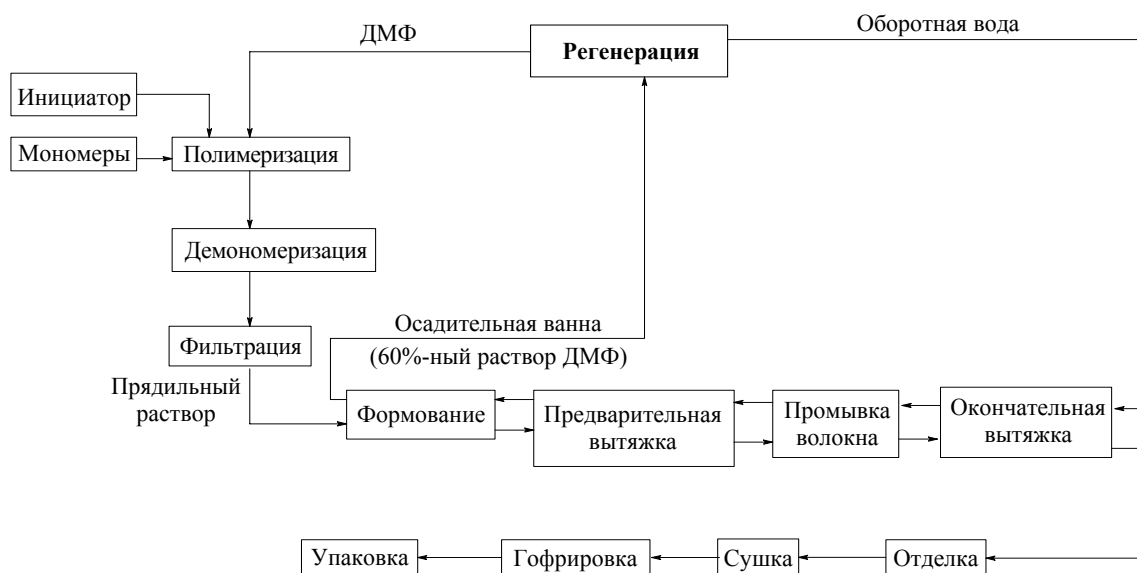 ДМФ
Регенерация
Оборотная вода
Инициатор
Мономеры
Полимеризация
Демономеризация
Фильтрация
Осадительная ванна
(60%-ный раствор ДМФ)
Прядильный
раствор
Формование
Предварительная
вытяжка
Промывка
волокна
Окончательная
вытяжка
Упаковка
Гофрировка
Сушка
Отделка